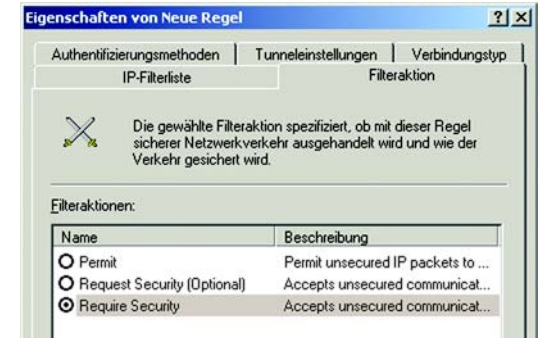 Eigenschaften von Neue Regel
Authentifizierungsmethoden Tunneleinstellungen Verbindungstyp
IP-Filterliste Filteraktion
Die gewählte Filteraktion spezifiziert, ob mit dieser Regel
sicherer Netzwerkverkehr ausgehandelt wird und wie der
Verkehr gesichert wird.
Filteraktionen:
Name Beschreibung
Permit Permit unsecured IP packets to ...
Request Security (Optional) Accepts unsecured communicat...
Require Security Accepts unsecured communicat...